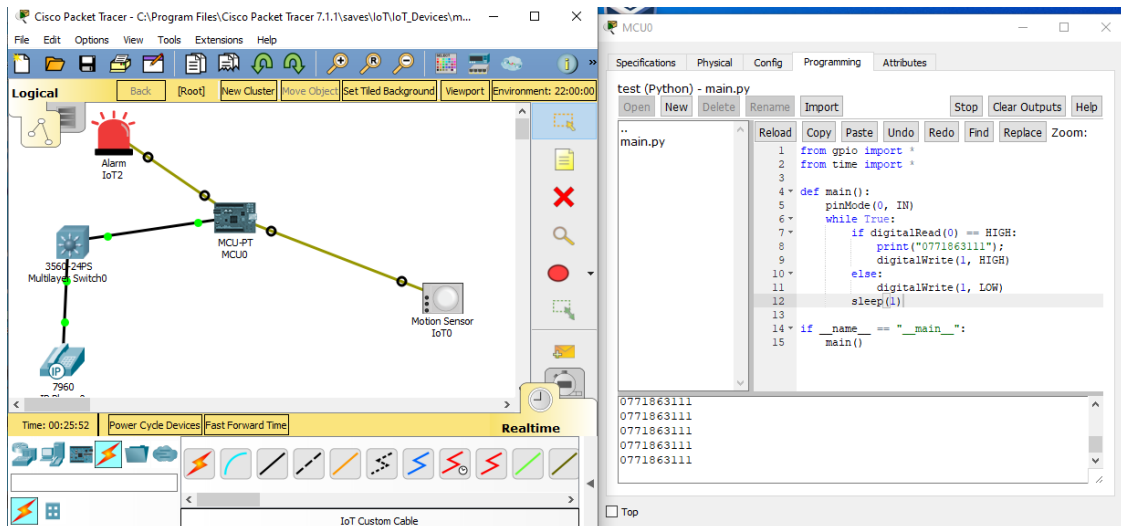 Cisco Packet Tracer - C:\Program Files\Cisco Packet Tracer 7.1.1\saves\IoT\IoT_Devices\m...
File Edit Options View Tools Extensions Help
Logical Back [Root] New Cluster Move Object Set Tiled Background Viewport Environment: 22:00:00
Alarm
IoT2
MCU-PT
MCU0
3560-24PS
Multilayer Switch0
Motion Sensor
IoT0
IP
7960
Time: 00:25:52 Power Cycle Devices Fast Forward Time Realtime
IoT Custom Cable
MCU0
Specifications Physical Config Programming Attributes
test (Python) - main.py
Open New Delete Rename Import Stop Clear Outputs Help
..
main.py
Reload Copy Paste Undo Redo Find Replace Zoom:
1 from gpio import *
2 from time import *
3
4 def main():
5 pinMode(0, IN)
6 while True:
7 if digitalRead(0) == HIGH:
8 print("0771863111");
9 digitalWrite(1, HIGH)
10 else:
11 digitalWrite(1, LOW)
12 sleep(1)
13
14 if __name__ == "__main__":
15 main()
0771863111
0771863111
0771863111
0771863111
0771863111
Top